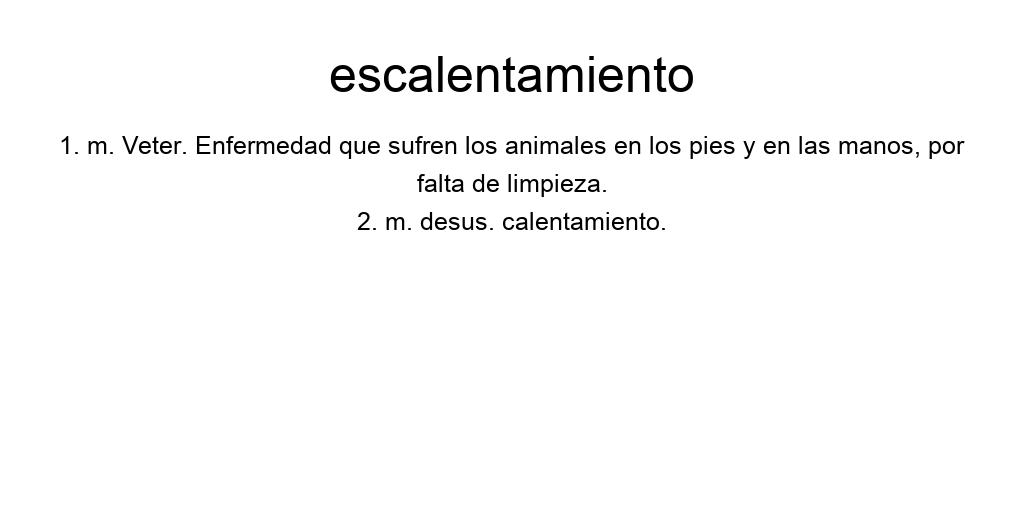 escalentamiento
1. m. Veter. Enfermedad que sufren los animales en los pies y en las manos, por
falta de limpieza.
2. m. desus. calentamiento.